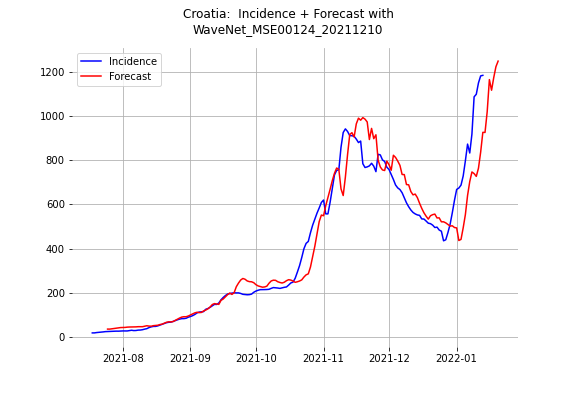 Croatia:  Incidence + Forecast with
WaveNet_MSE00124_20211210
Incidence
Forecast
1200
1000
800
600
400
200
0
2021-08 2021-09 2021-10 2021-11 2021-12 2022-01